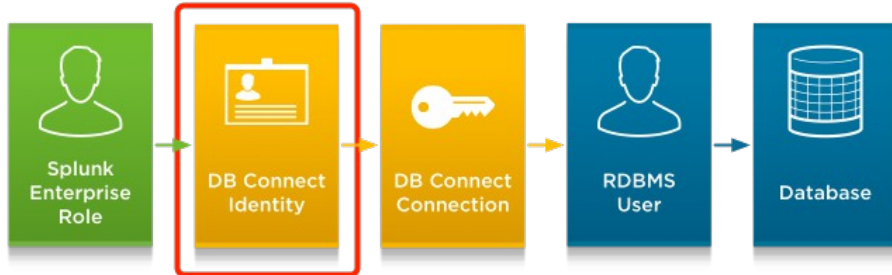 Splunk
Enterprise
Role
DB Connect
Identity
DB Connect
Connection
RDBMS
User
Database